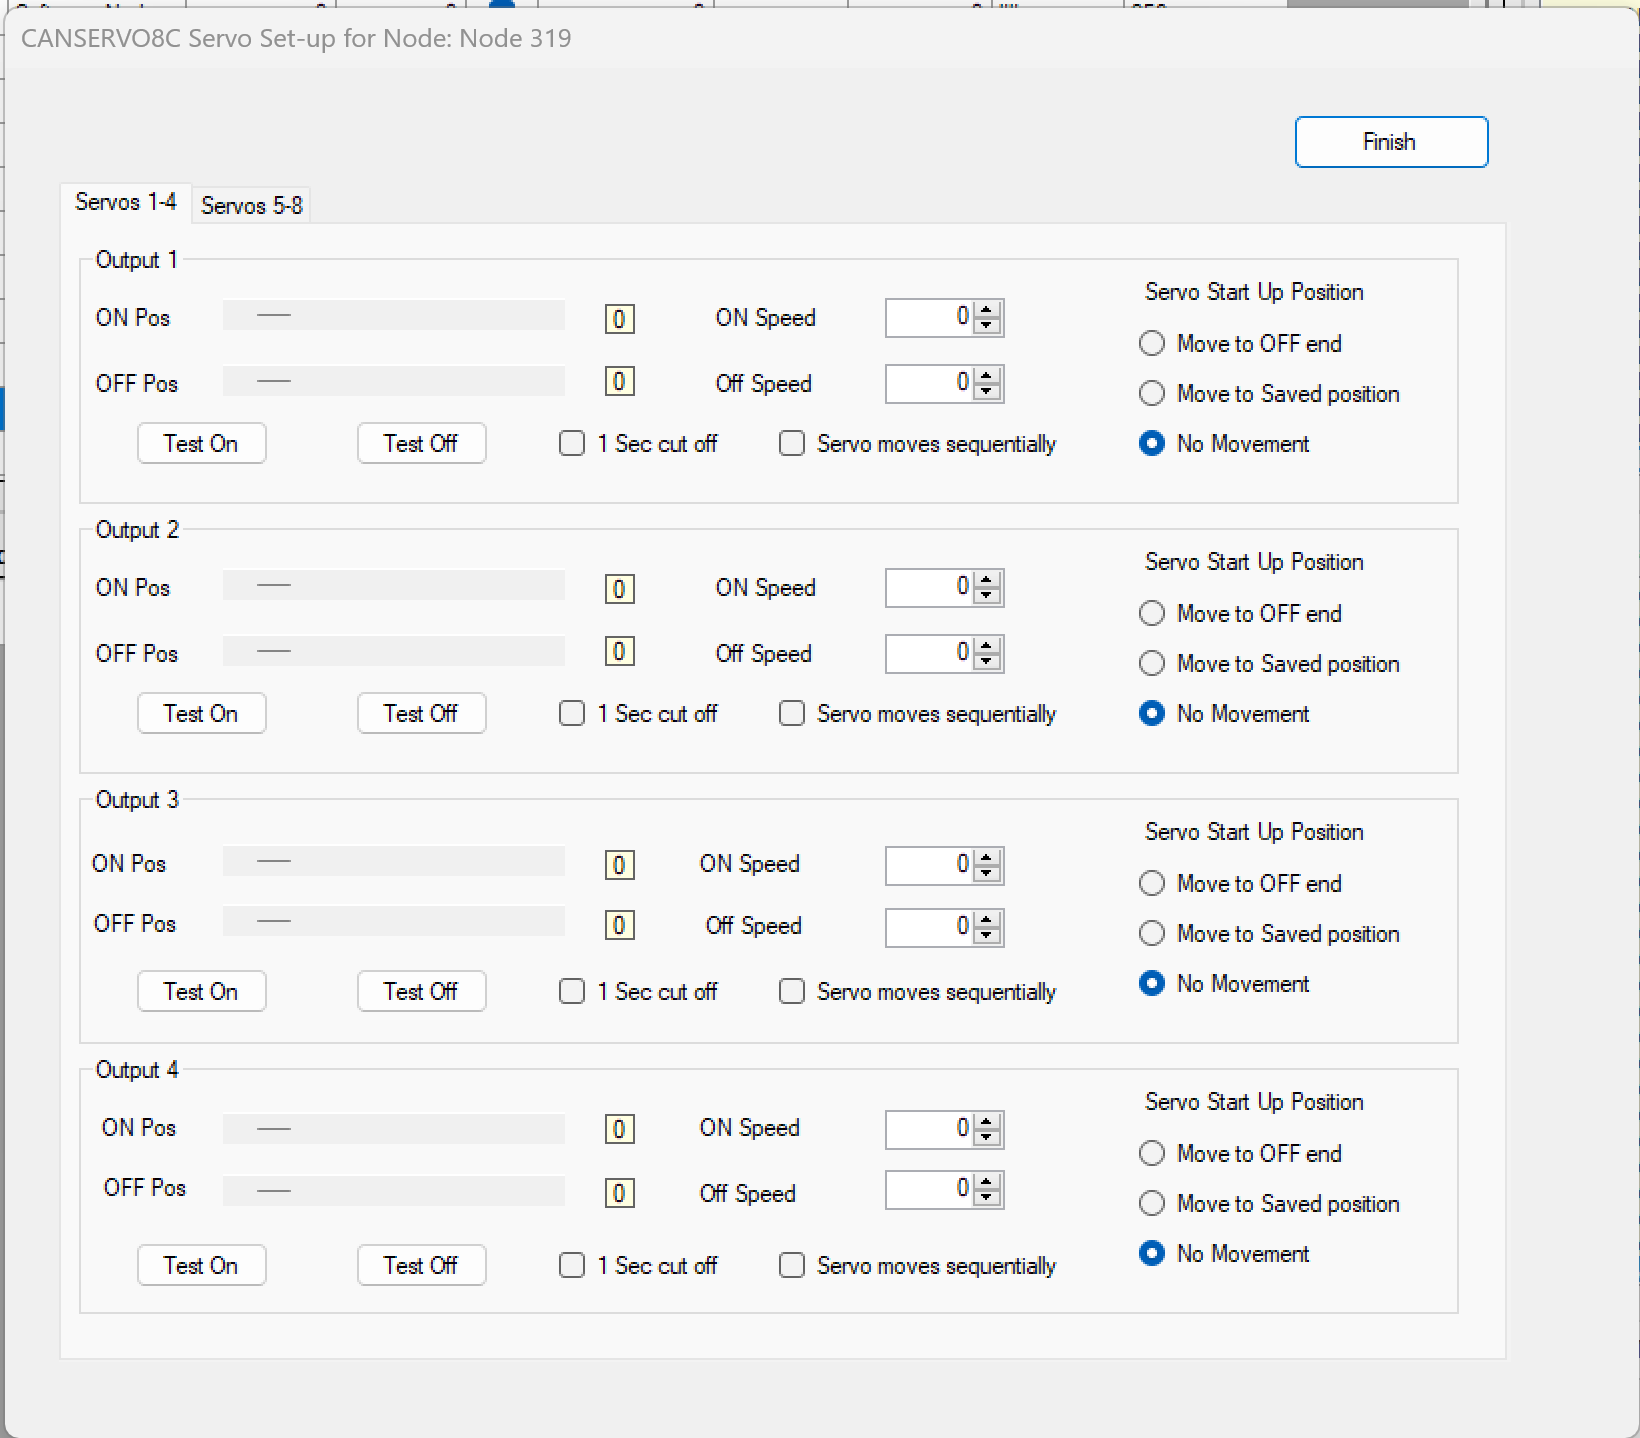 CANSERVO8C Servo Set-up for Node: Node 319
Finish
Servos 1-4 Servos 5-8
Output 1
Servo Start Up Position
ON Pos 0 ON Speed 0
Move to OFF end
OFF Pos 0 Off Speed 0
Move to Saved position
Test On Test Off 1 Sec cut off Servo moves sequentially No Movement
Output 2
Servo Start Up Position
ON Pos 0 ON Speed 0
Move to OFF end
OFF Pos 0 Off Speed 0
Move to Saved position
Test On Test Off 1 Sec cut off Servo moves sequentially No Movement
Output 3
Servo Start Up Position
ON Pos 0 ON Speed 0
Move to OFF end
OFF Pos 0 Off Speed 0
Move to Saved position
Test On Test Off 1 Sec cut off Servo moves sequentially No Movement
Output 4
Servo Start Up Position
ON Pos 0 ON Speed 0
Move to OFF end
OFF Pos 0 Off Speed 0
Move to Saved position
Test On Test Off 1 Sec cut off Servo moves sequentially No Movement